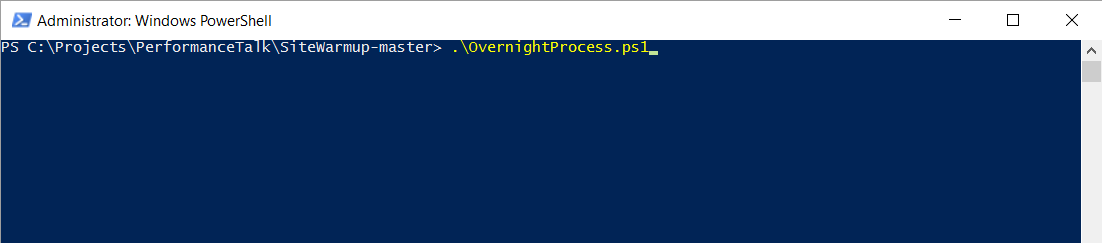 Administrator: Windows PowerShell
PS C:\Projects\PerformanceTalk\SiteWarmup-master> .\OvernightProcess.ps1